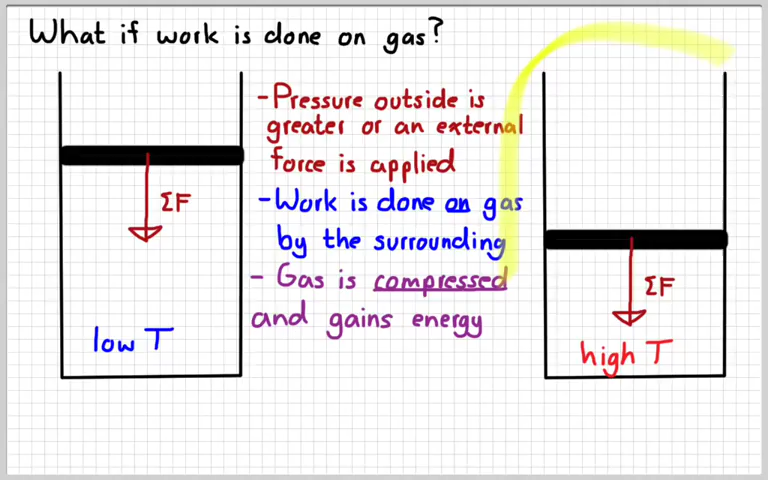 What if work is done on gas?
- Pressure outside is
greater or an external
force is applied
- Work is done on gas
by the surrounding
- Gas is compressed
and gains energy
ΣF
low T
ΣF
high T